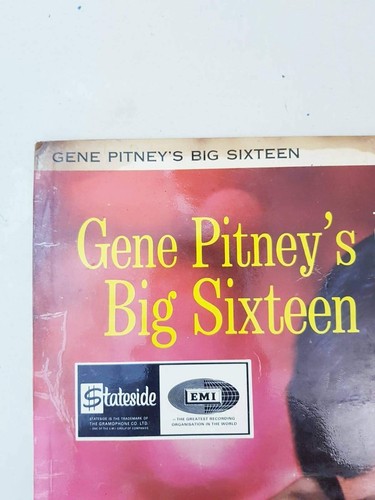 GENE PITNEY'S BIG SIXTEEN
Gene Pitney's
Big Sixteen
Stateside
STATESIDE IS THE TRADEMARK OF
THE GRAMOPHONE CO. LTD.
EMI
THE GREATEST RECORDING
ORGANISATION IN THE WORLD